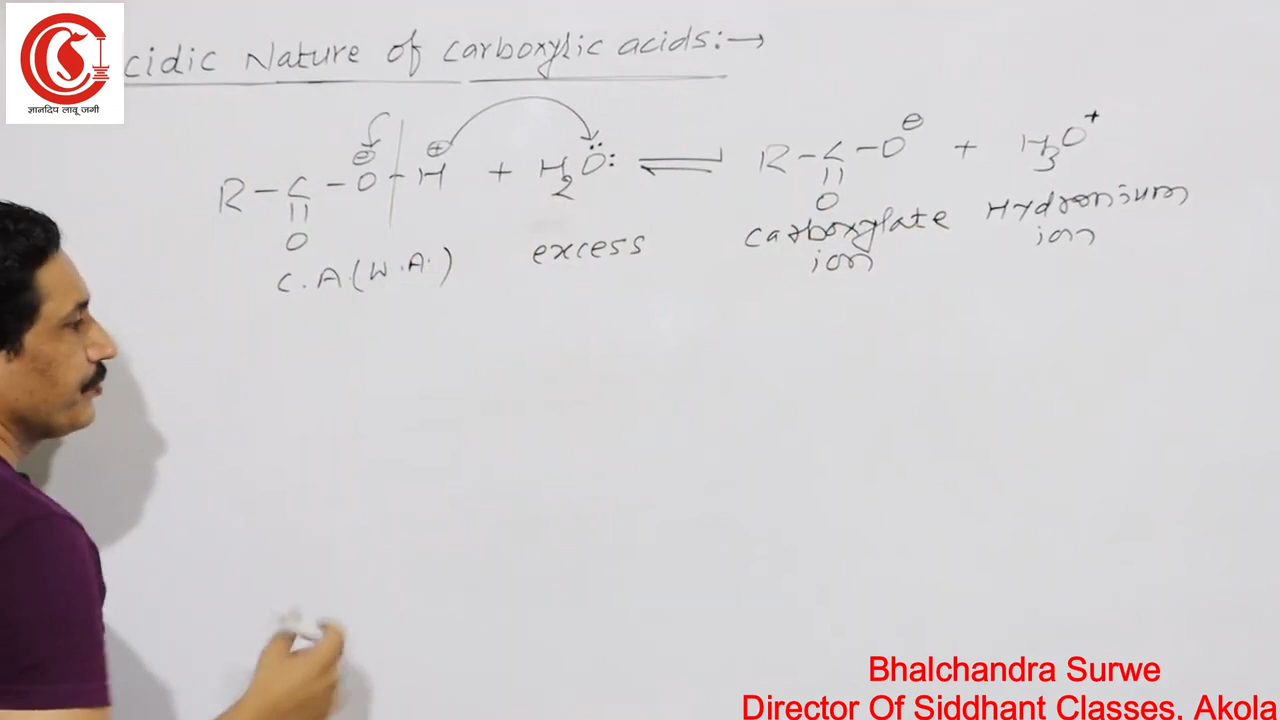 cidic Nature of carboxylic acids:→
R-C-O-H + H2O: ⇌ R-C-O⊖ + H3O+
|| ||
O O
C.A(W.A.) excess carboxylate ion Hydronium ion
ज्ञानदिप लावू जगी
Bhalchandra Surwe
Director Of Siddhant Classes, Akola